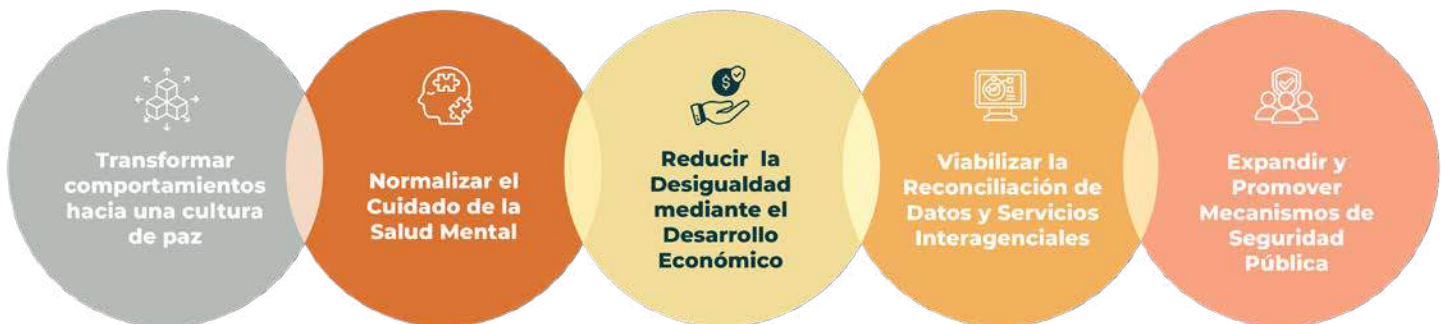 Transformar
comportamientos
hacia una cultura
de paz
Normalizar el
Cuidado de la
Salud Mental
$
Reducir la
Desigualdad
mediante el
Desarrollo
Económico
Viabilizar la
Reconciliación de
Datos y Servicios
Interagenciales
Expandir y
Promover
Mecanismos de
Seguridad
Pública